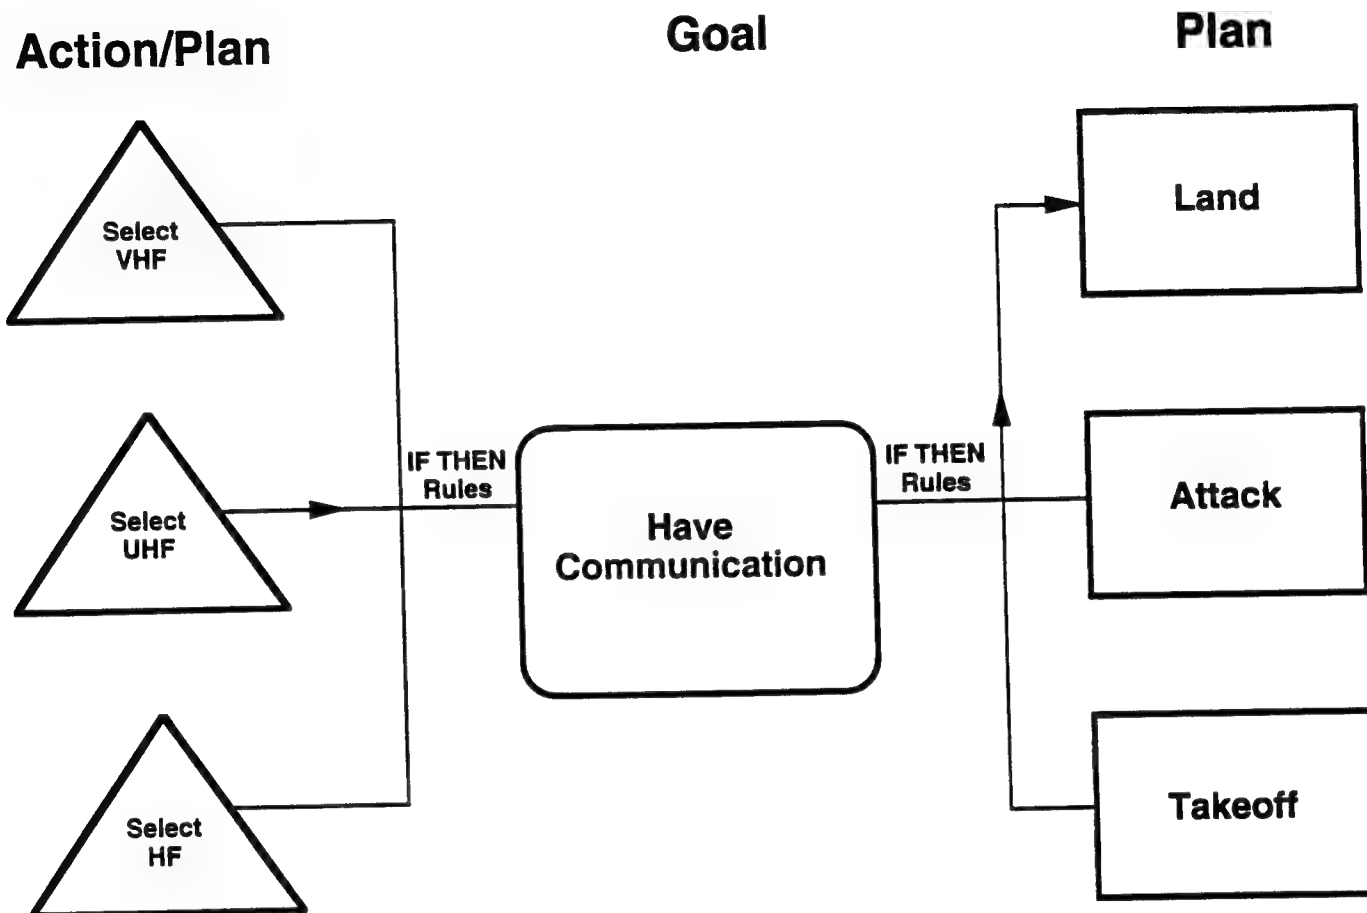 Action/Plan
Goal
Plan
Select
VHF
Land
IF THEN
Rules
IF THEN
Rules
Select
UHF
Have
Communication
Attack
Select
HF
Takeoff